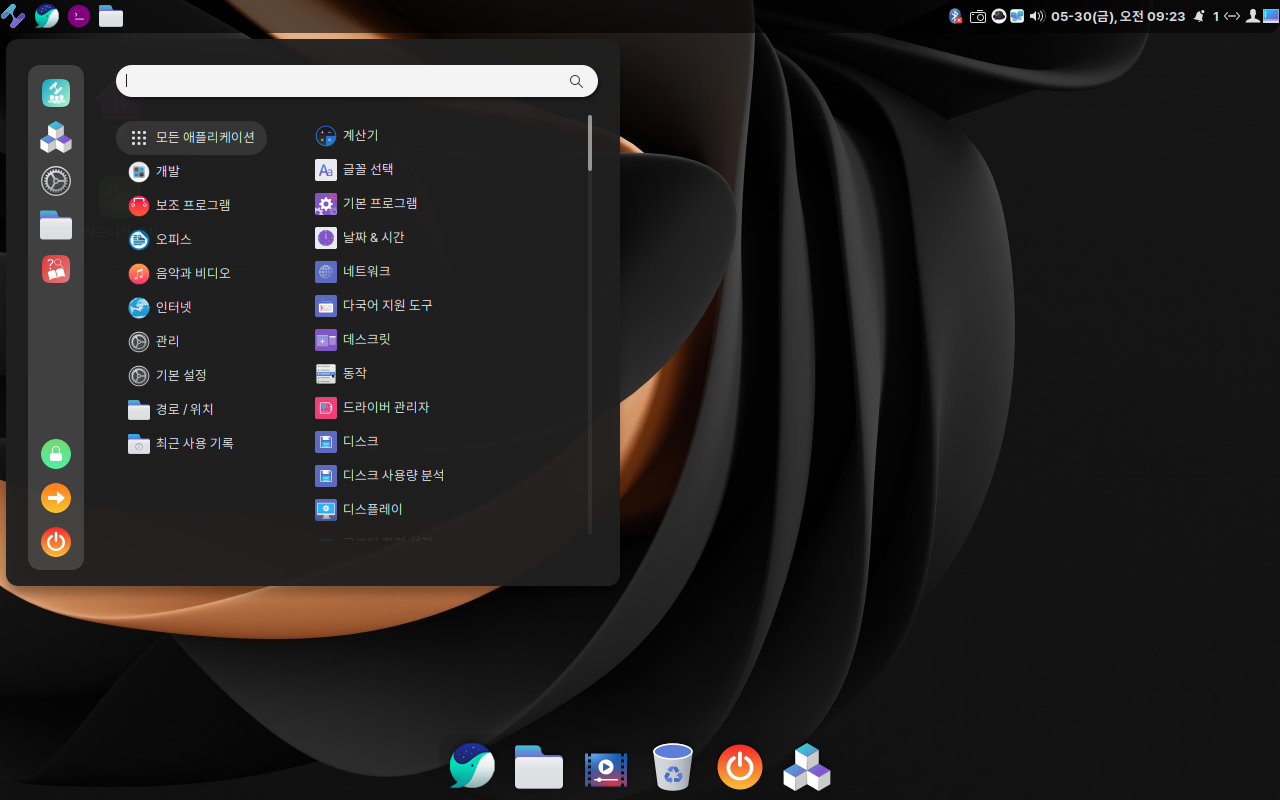 05-30(금), 오전 09:23
1
모든 애플리케이션
개발
보조 프로그램
오피스
음악과 비디오
인터넷
관리
기본 설정
경로 / 위치
최근 사용 기록
계산기
글꼴 선택
기본 프로그램
날짜 & 시간
네트워크
다국어 지원 도구
데스크릿
동작
드라이버 관리자
디스크
디스크 사용량 분석
디스플레이